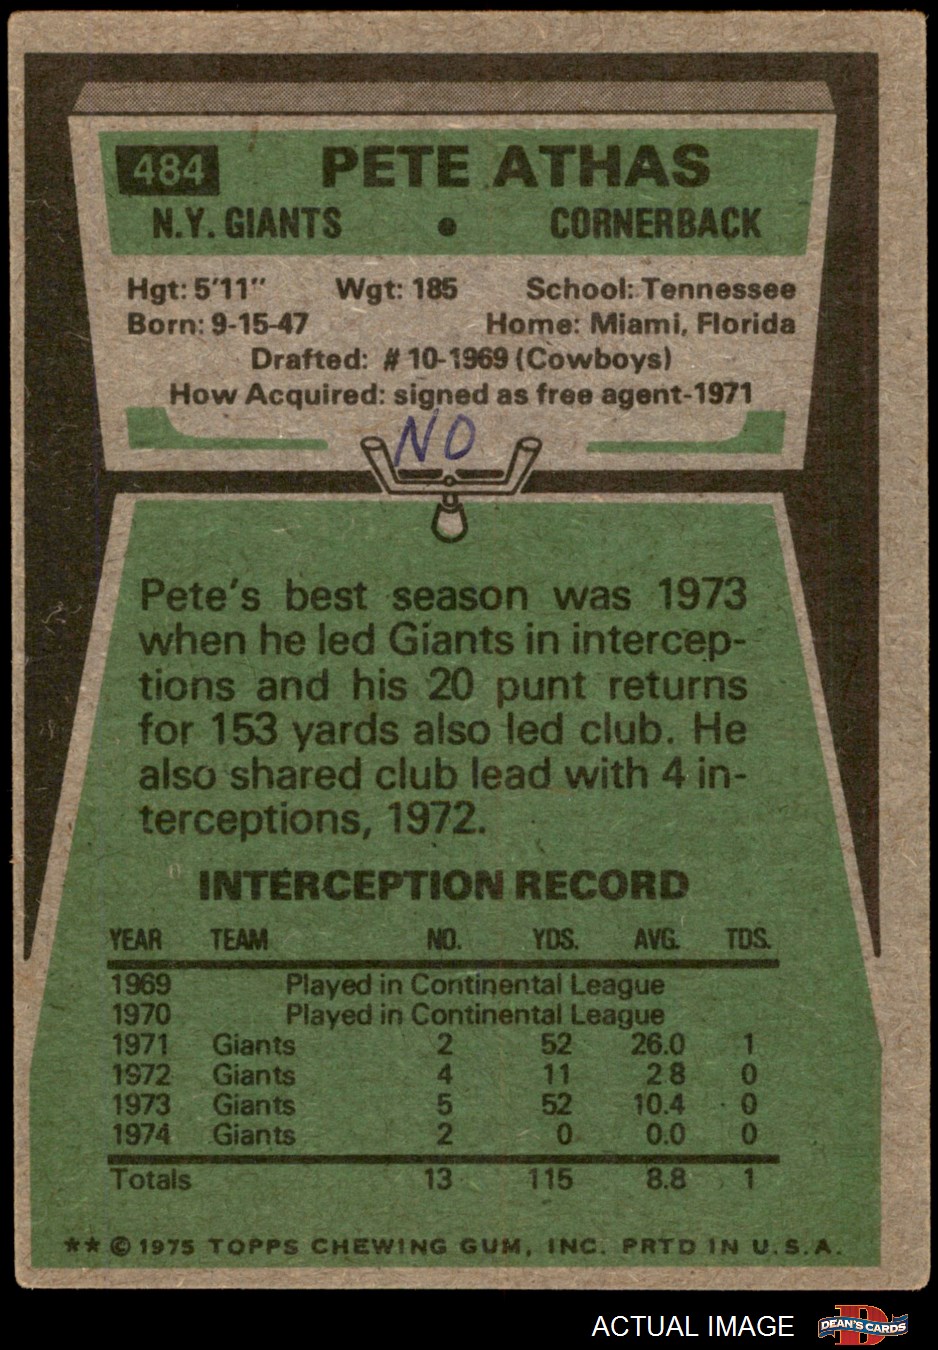 484 PETE ATHAS
N.Y. GIANTS • CORNERBACK
Hgt: 5'11" Wgt: 185 School: Tennessee
Born: 9-15-47 Home: Miami, Florida
Drafted: # 10-1969 (Cowboys)
How Acquired: signed as free agent-1971
NO
Pete's best season was 1973
when he led Giants in intercep-
tions and his 20 punt returns
for 153 yards also led club. He
also shared club lead with 4 in-
terceptions, 1972.
INTERCEPTION RECORD
YEAR TEAM NO. YDS. AVG. TDS.
1969 Played in Continental League
1970 Played in Continental League
1971 Giants 2 52 26.0 1
1972 Giants 4 11 2 8 0
1973 Giants 5 52 10.4 0
1974 Giants 2 0 0.0 0
Totals 13 115 8.8 1
** © 1975 TOPPS CHEWING GUM, INC. PRTD IN U.S.A.
ACTUAL IMAGE DEAN'S CARDS